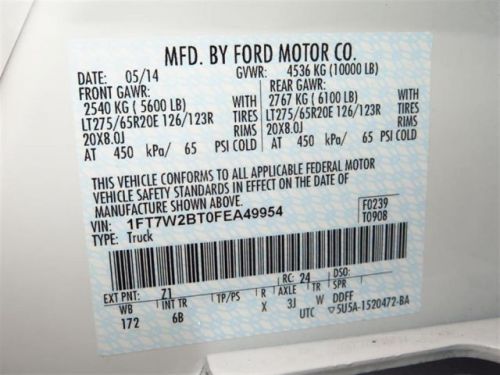 MFD. BY FORD MOTOR CO.
DATE: 05/14 GVWR: 4536 KG (10000 LB)
FRONT GAWR: REAR GAWR:
2540 KG ( 5600 LB) WITH 2767 KG ( 6100 LB) WITH
LT275/65R20E 126/123R TIRES LT275/65R20E 126/123R TIRES
20X8.0J RIMS 20X8.0J RIMS
AT 450 kPa/ 65 PSI COLD AT 450 kPa/ 65 PSI COLD
THIS VEHICLE CONFORMS TO ALL APPLICABLE FEDERAL MOTOR
VEHICLE SAFETY STANDARDS IN EFFECT ON THE DATE OF
MANUFACTURE SHOWN ABOVE.
VIN: 1FT7W2BT0FEA49954 F0239
TYPE: Truck T0908
RC: 24 DSO:
EXT PNT: Z1
WB INT TR TP/PS R AXLE TR SPR
172 6B X 3J W DDFF
UTC ▽5U5A-1520472-BA